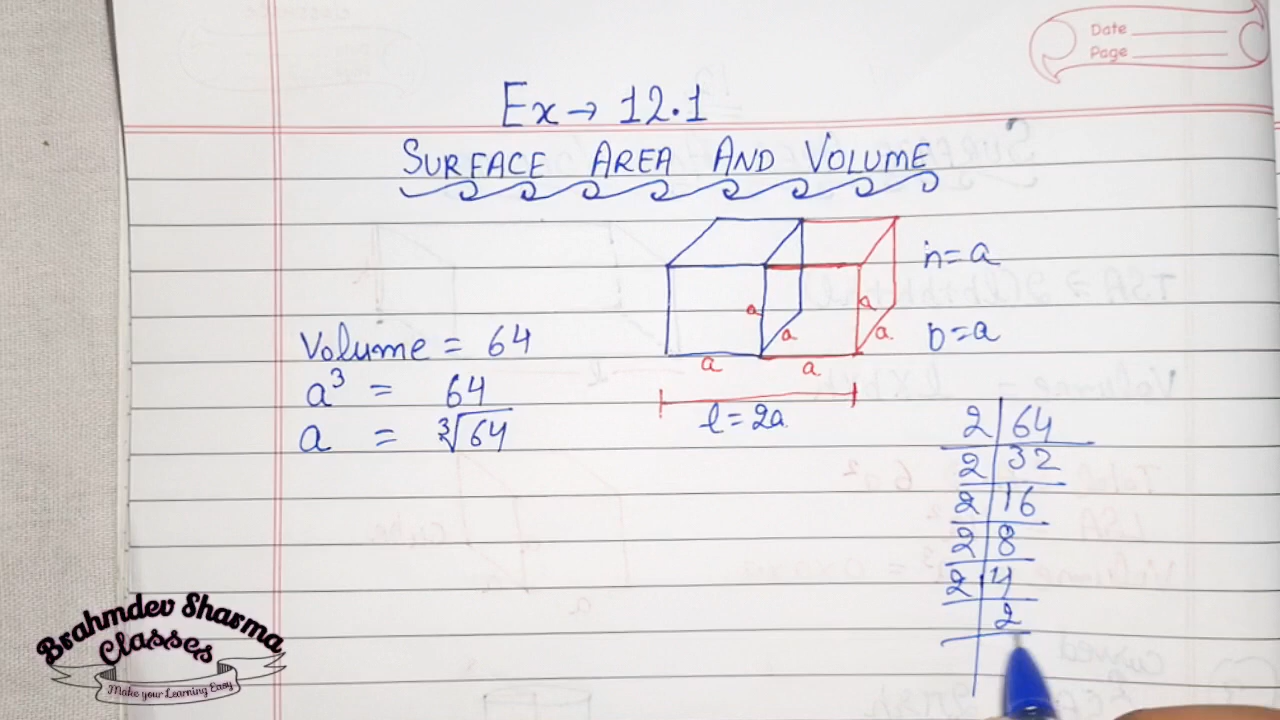 Date
Page
Ex → 12.1
SURFACE AREA AND VOLUME
h = a
b = a
a a a a
a a
l = 2a
Volume = 64
a³ = 64
a = ∛64
2 | 64
2 | 32
2 | 16
2 | 8
2 | 4
2
Brahmdev Sharma
Classes
Make your Learning Easy